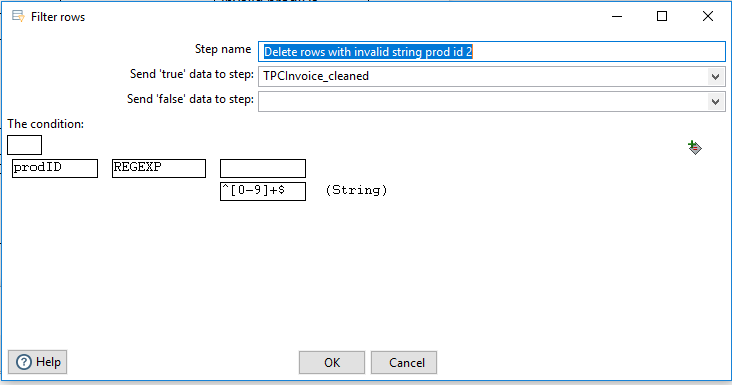 Filter rows
Step name Delete rows with invalid string prod id 2
Send 'true' data to step: TPCInvoice_cleaned
Send 'false' data to step:
The condition:
prodID REGEXP
^[0-9]+$ (String)
Help OK Cancel